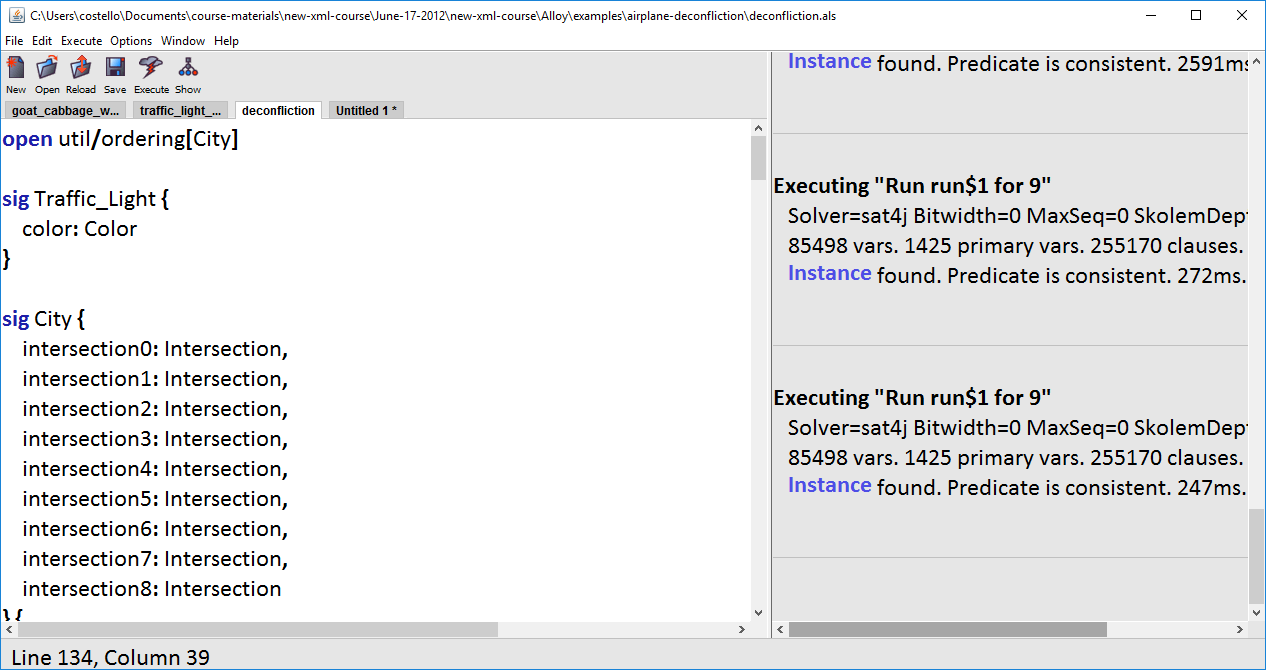 C:\Users\costello\Documents\course-materials\new-xml-course\June-17-2012\new-xml-course\Alloy\examples\airplane-deconfliction\deconfliction.als
File Edit Execute Options Window Help
New Open Reload Save Execute Show
goat_cabbage_w... traffic_light_... deconfliction Untitled 1 *
open util/ordering[City]
sig Traffic_Light {
color: Color
}
sig City {
intersection0: Intersection,
intersection1: Intersection,
intersection2: Intersection,
intersection3: Intersection,
intersection4: Intersection,
intersection5: Intersection,
intersection6: Intersection,
intersection7: Intersection,
intersection8: Intersection
} {
Instance found. Predicate is consistent. 2591ms
Executing "Run run$1 for 9"
Solver=sat4j Bitwidth=0 MaxSeq=0 SkolemDept
85498 vars. 1425 primary vars. 255170 clauses.
Instance found. Predicate is consistent. 272ms.
Executing "Run run$1 for 9"
Solver=sat4j Bitwidth=0 MaxSeq=0 SkolemDept
85498 vars. 1425 primary vars. 255170 clauses.
Instance found. Predicate is consistent. 247ms.
Line 134, Column 39